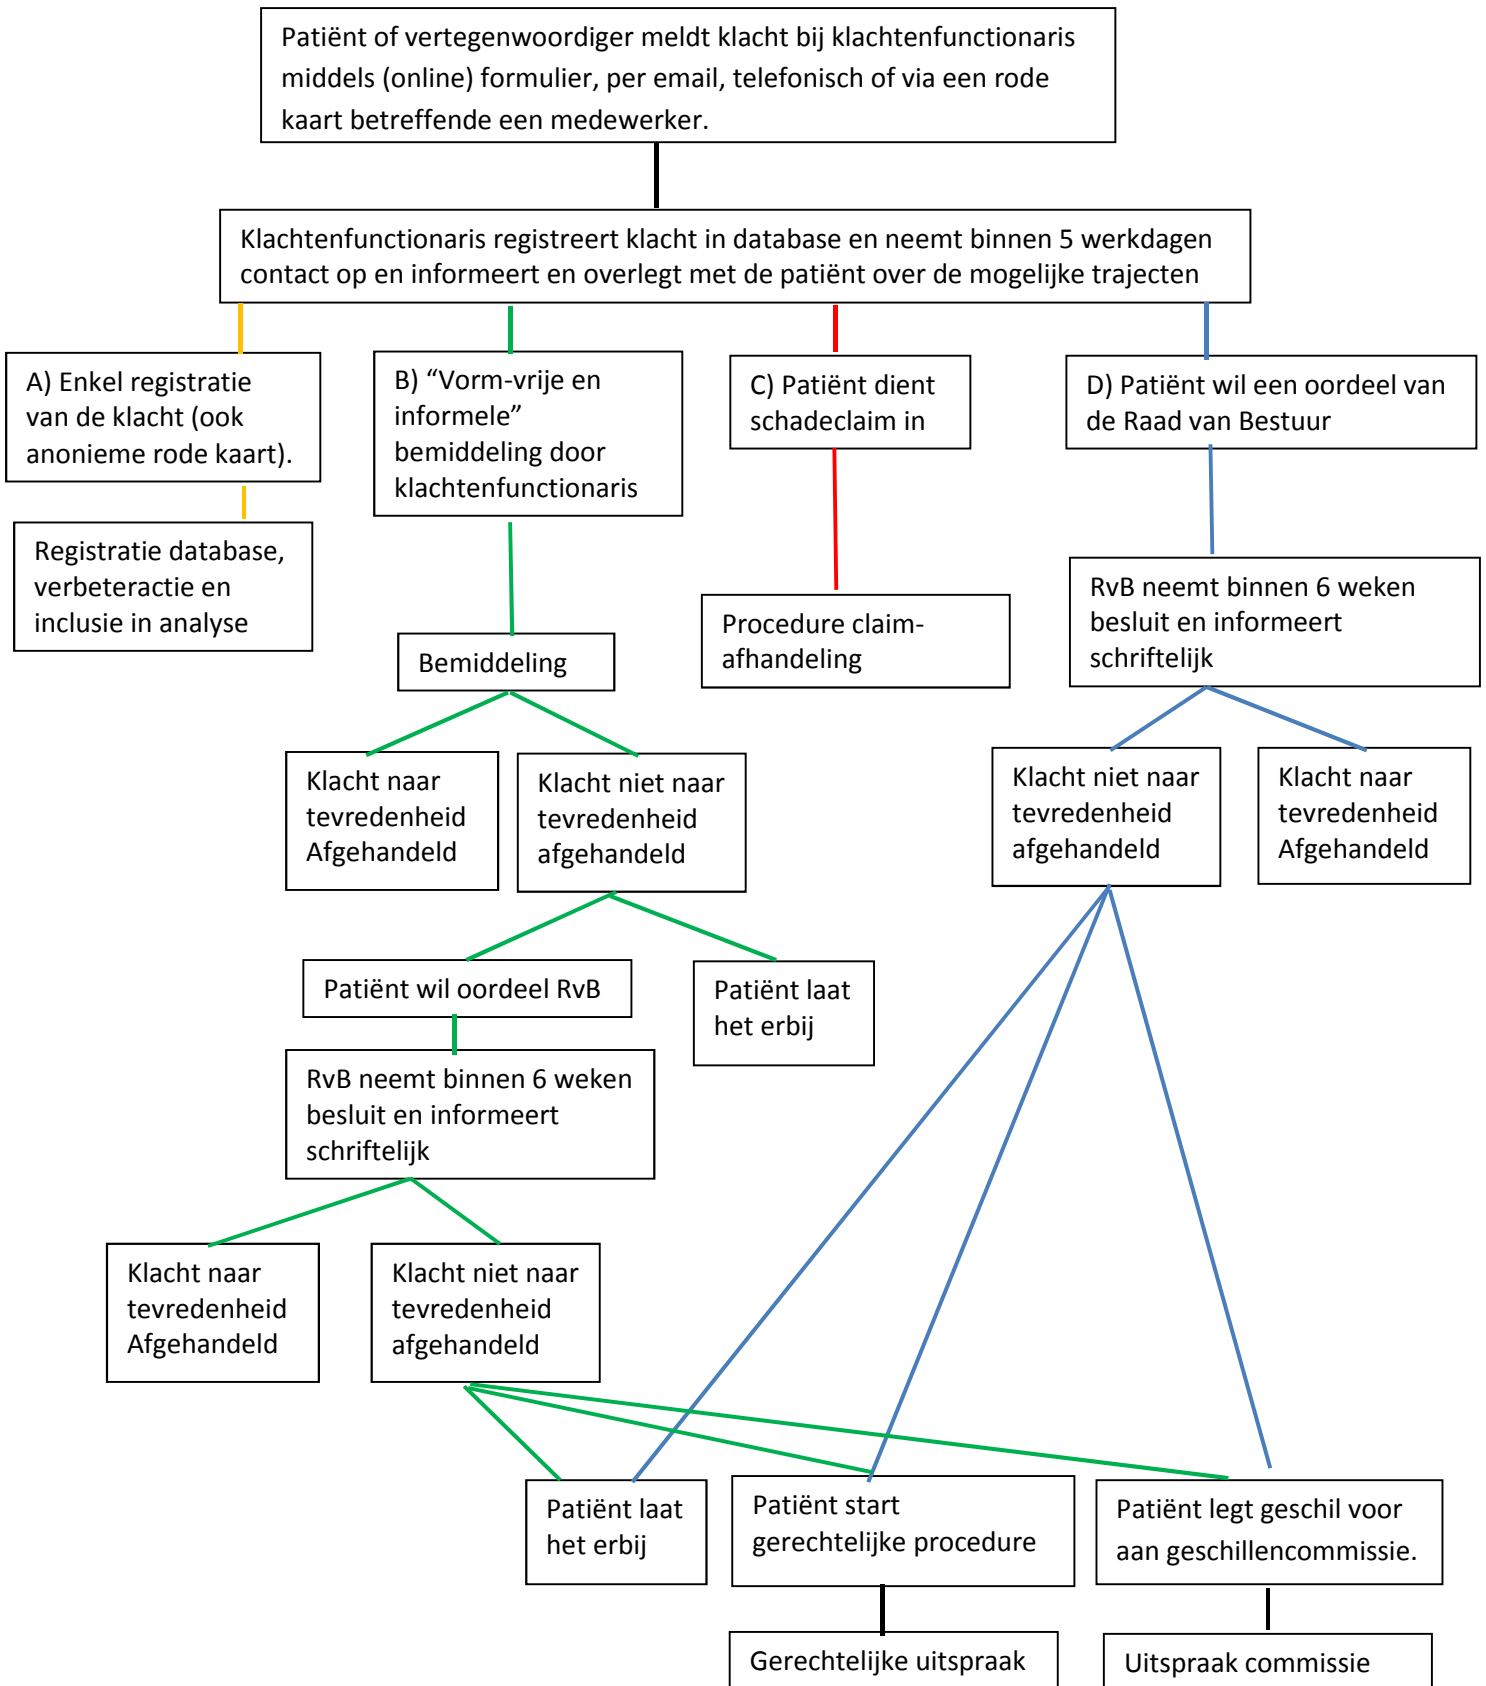 Patiënt of vertegenwoordiger meldt klacht bij klachtenfunctionaris
middels (online) formulier, per email, telefonisch of via een rode
kaart betreffende een medewerker.
Klachtenfunctionaris registreert klacht in database en neemt binnen 5 werkdagen
contact op en informeert en overlegt met de patiënt over de mogelijke trajecten
A) Enkel registratie
van de klacht (ook
anonieme rode kaart).
B) “Vorm-vrije en
informele”
bemiddeling door
klachtenfunctionaris
C) Patiënt dient
schadeclaim in
D) Patiënt wil een oordeel van
de Raad van Bestuur
Registratie database,
verbeteractie en
inclusie in analyse
Bemiddeling
Procedure claim-
afhandeling
RvB neemt binnen 6 weken
besluit en informeert
schriftelijk
Klacht naar
tevredenheid
Afgehandeld
Klacht niet naar
tevredenheid
afgehandeld
Klacht niet naar
tevredenheid
afgehandeld
Klacht naar
tevredenheid
Afgehandeld
Patiënt wil oordeel RvB
Patiënt laat
het erbij
RvB neemt binnen 6 weken
besluit en informeert
schriftelijk
Klacht naar
tevredenheid
Afgehandeld
Klacht niet naar
tevredenheid
afgehandeld
Patiënt laat
het erbij
Patiënt start
gerechtelijke procedure
Patiënt legt geschil voor
aan geschillencommissie.
Gerechtelijke uitspraak
Uitspraak commissie